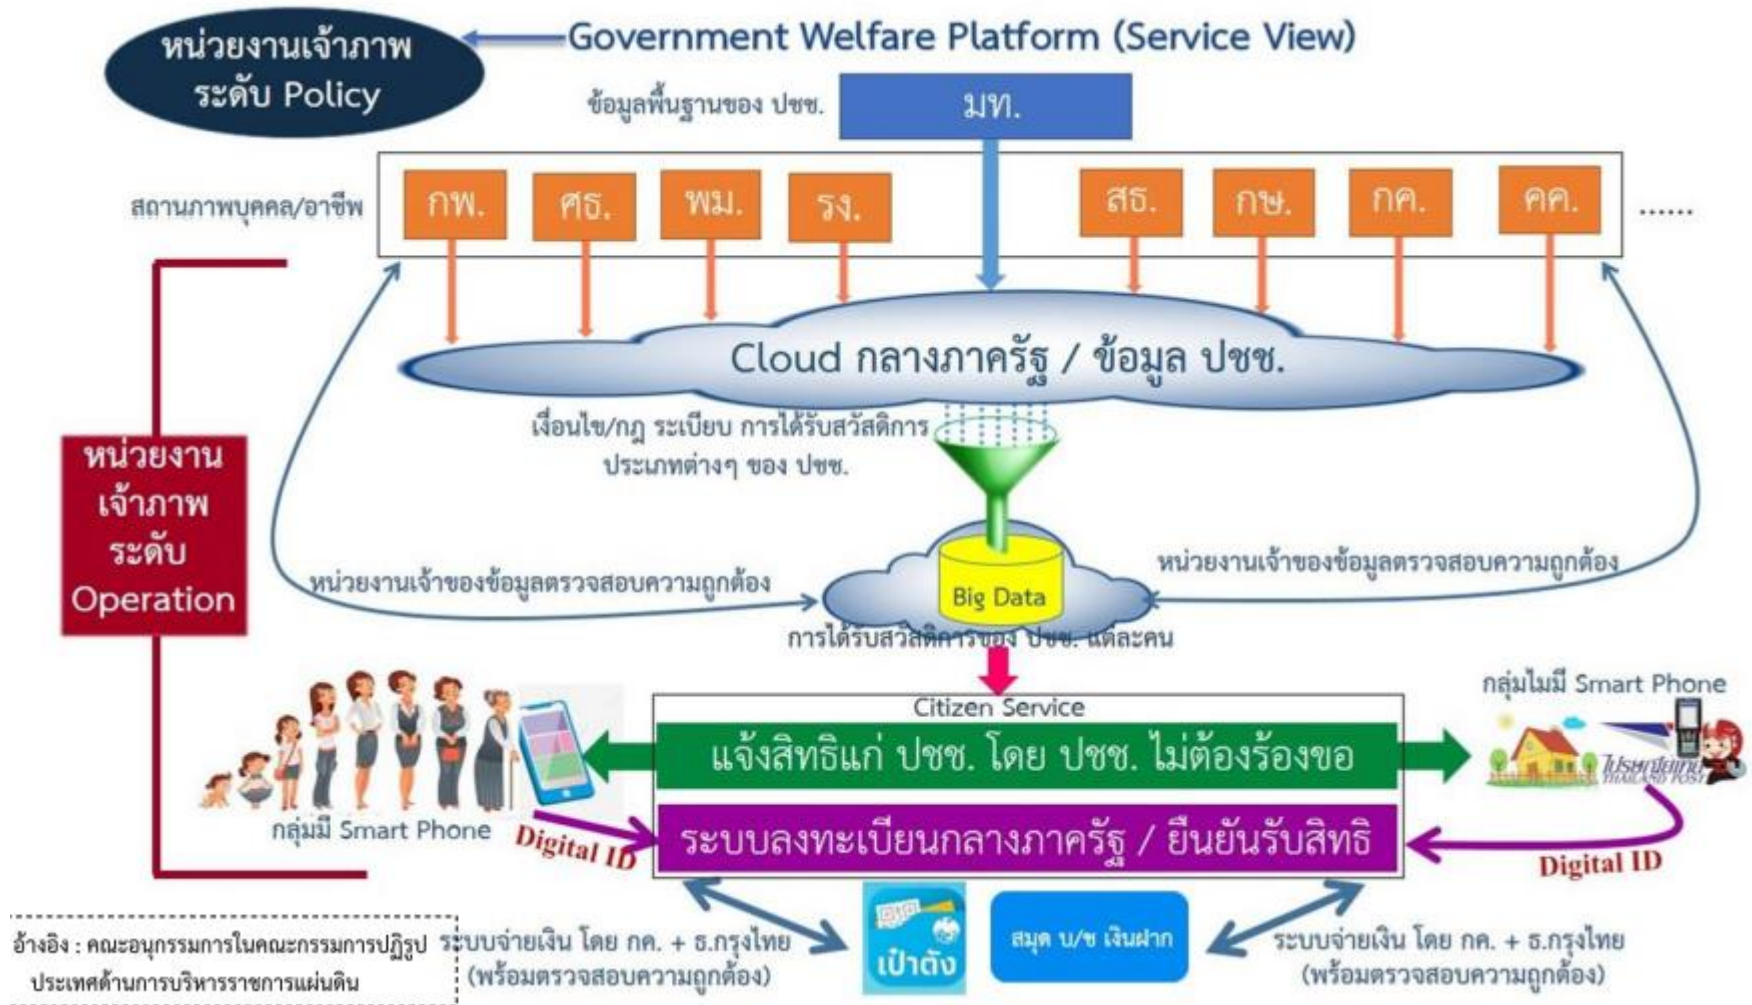 หน่วยงานเจ้าภาพ
ระดับ Policy
Government Welfare Platform (Service View)
ข้อมูลพื้นฐานของ ปชช.
มท.
สถานภาพบุคคล/อาชีพ
กพ.
ศธ.
พม.
รง.
สธ.
กษ.
กค.
คค.
......
Cloud กลางภาครัฐ / ข้อมูล ปชช.
เงื่อนไข/กฎ ระเบียบ การได้รับสวัสดิการ
ประเภทต่างๆ ของ ปชช.
หน่วยงาน
เจ้าภาพ
ระดับ
Operation
หน่วยงานเจ้าของข้อมูลตรวจสอบความถูกต้อง
หน่วยงานเจ้าของข้อมูลตรวจสอบความถูกต้อง
Big Data
การได้รับสวัสดิการของ ปชช. แต่ละคน
กลุ่มไม่มี Smart Phone
Citizen Service
แจ้งสิทธิแก่ ปชช. โดย ปชช. ไม่ต้องร้องขอ
ไปรษณีย์ไทย
THAILAND POST
กลุ่มมี Smart Phone
Digital ID
ระบบลงทะเบียนกลางภาครัฐ / ยืนยันรับสิทธิ
Digital ID
อ้างอิง : คณะอนุกรรมการในคณะกรรมการปฏิรูป
ประเทศด้านการบริหารราชการแผ่นดิน
ระบบจ่ายเงิน โดย กค. + ธ.กรุงไทย
(พร้อมตรวจสอบความถูกต้อง)
เป๋าตัง
สมุด บ/ช เงินฝาก
ระบบจ่ายเงิน โดย กค. + ธ.กรุงไทย
(พร้อมตรวจสอบความถูกต้อง)